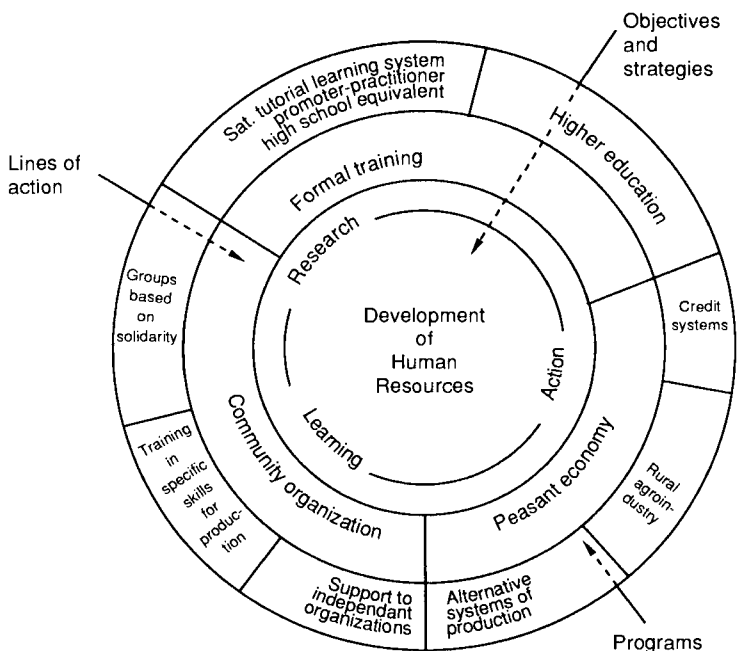 Objectives
and
strategies
Sat. tutorial learning system
promoter-practitioner
high school equivalent
Higher education
Lines of
action
Formal training
Research
Groups
based
on
solidarity
Credit
systems
Development
of
Human
Resources
Action
Learning
Community organization
Peasant economy
Training
in
specific
skills
for
produc-
tion
Rural
agroin-
dustry
Support to
independant
organizations
Alternative
systems of
production
Programs